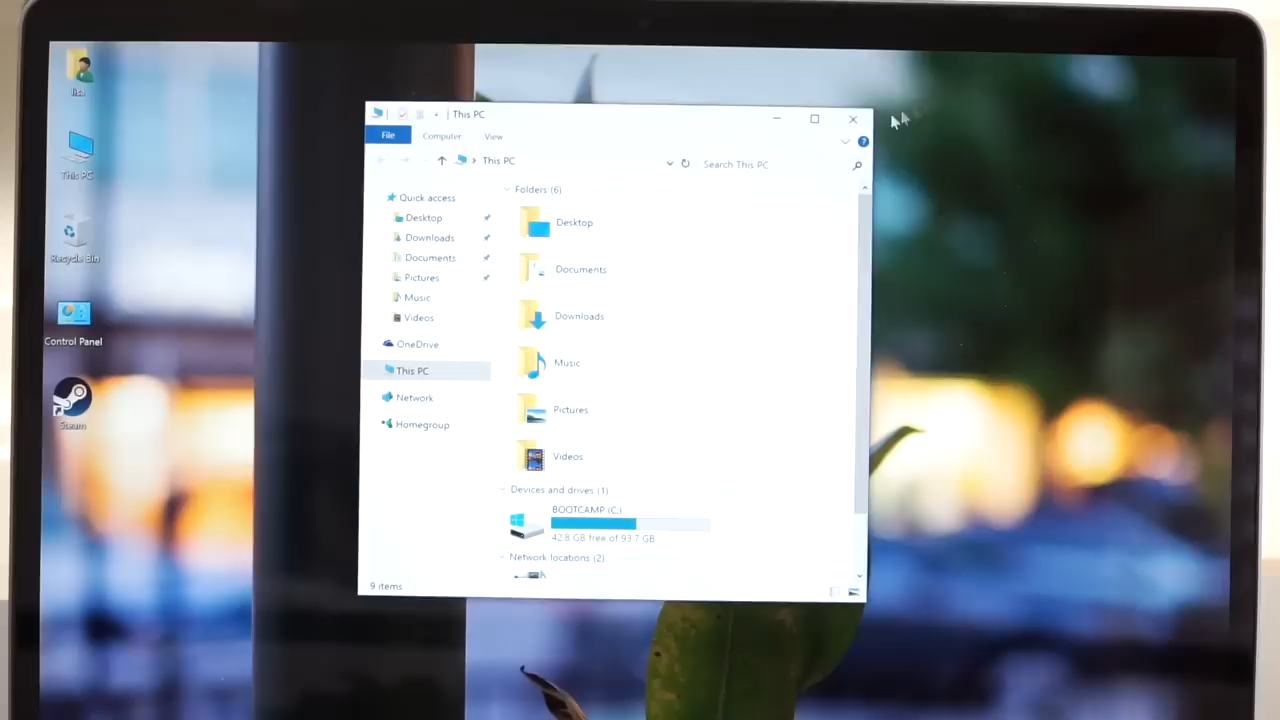 lisa
This PC
Recycle Bin
Control Panel
Steam
This PC
File
Computer
View
This PC
Search This PC
Quick access
Desktop
Downloads
Documents
Pictures
Music
Videos
OneDrive
This PC
Network
Homegroup
Folders (6)
Desktop
Documents
Downloads
Music
Pictures
Videos
Devices and drives (1)
BOOTCAMP (C:)
42.8 GB free of 93.7 GB
Network locations (2)
9 items